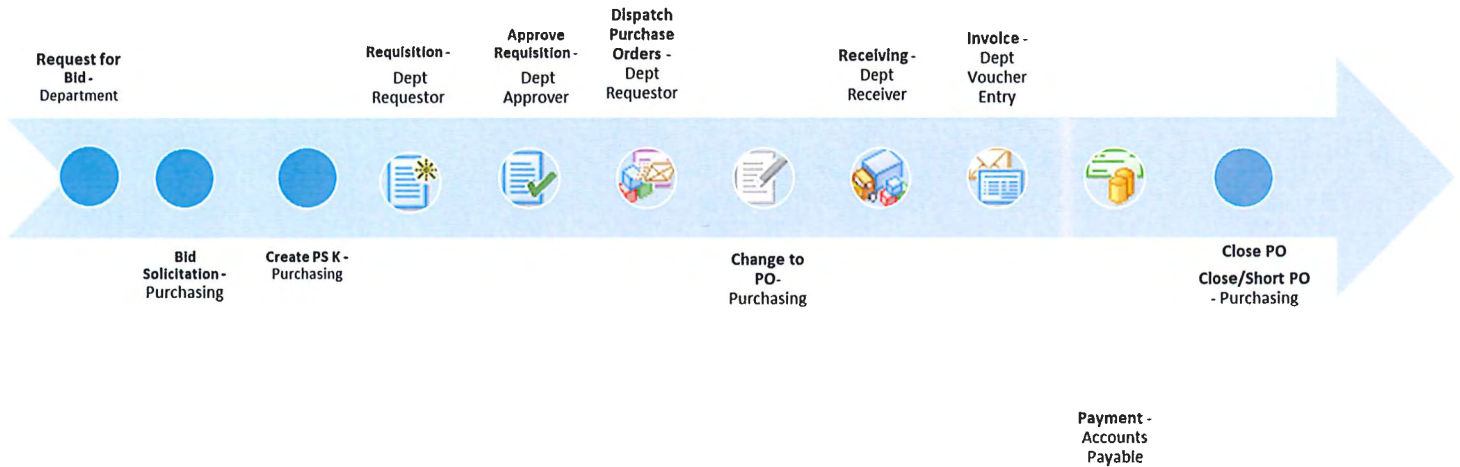 Request for
Bid -
Department
Bid
Solicitation -
Purchasing
Create PS K -
Purchasing
Requisition -
Dept
Requestor
Approve
Requisition -
Dept
Approver
Dispatch
Purchase
Orders -
Dept
Requestor
Change to
PO-
Purchasing
Receiving -
Dept
Receiver
Invoice -
Dept
Voucher
Entry
Payment -
Accounts
Payable
Close PO
Close/Short PO
- Purchasing